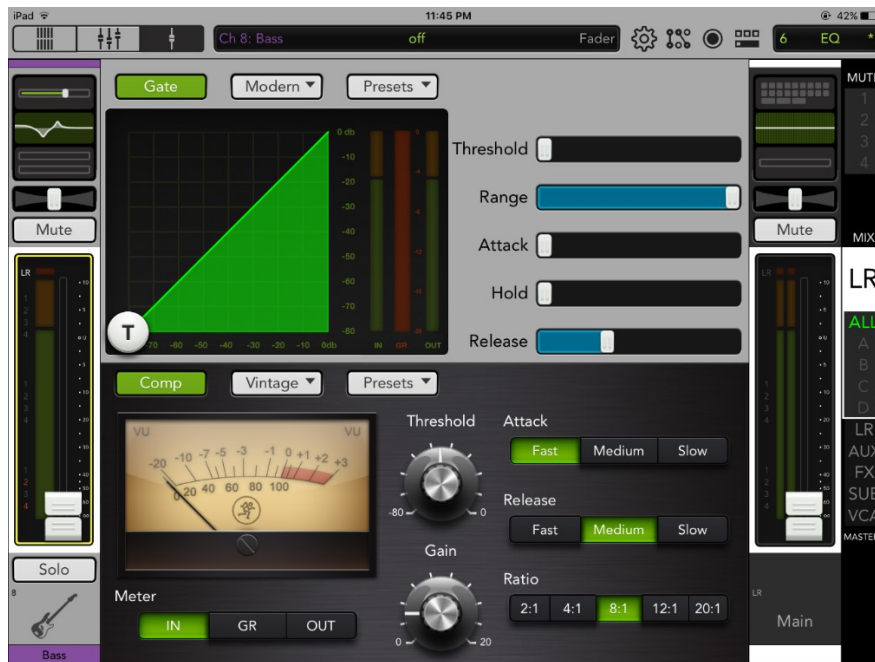 iPad 11:45 PM 42%
Ch 8: Bass off Fader 6 EQ *
Gate Modern Presets MUTE
1
2
3
4
0 db
-10
-20
-30
-40
-50
-60
-70
-80
-70 -60 -50 -40 -30 -20 -10 0db IN GR OUT
Threshold
Range
Attack
Hold
Release
Mute Mute MIX
LR LR LR
ALL
A
B
C
D
LR
AUX
FX
SUB
VCA
MASTER
Comp Vintage Presets
VU VU
-20 -10 -7 -5 -3 -1 0 +1 +2 +3
0 20 40 60 80 100
Threshold
-80 0
Gain
0 20
Attack
Fast Medium Slow
Release
Fast Medium Slow
Ratio
2:1 4:1 8:1 12:1 20:1
Meter
IN GR OUT
Solo
8
Bass
LR
Main